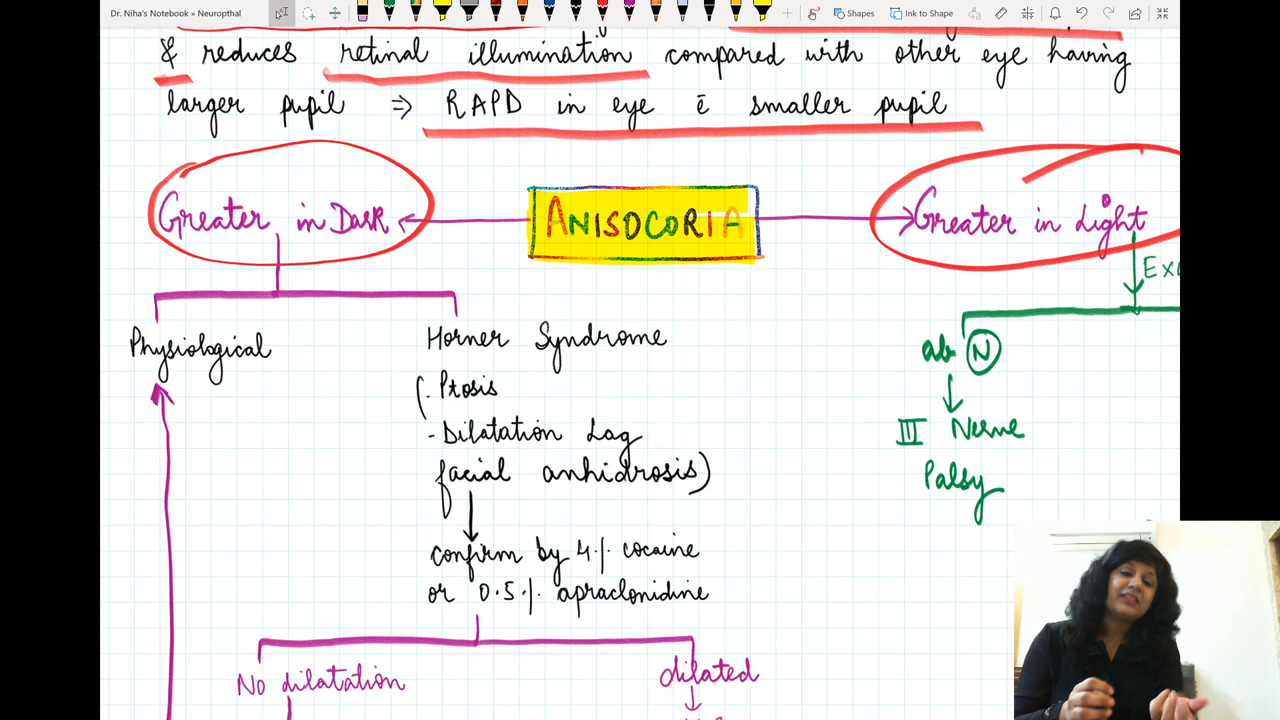 Dr. Niha's Notebook » Neuropthal
Shapes
Ink to Shape
& reduces retinal illumination compared with other eye having
larger pupil ⇒ RAPD in eye c̄ smaller pupil
Greater in Dark
ANISOCORIA
Greater in Light
Physiological
Horner Syndrome
(. Ptosis
- Dilatation Lag
facial anhidrosis)
confirm by 4% cocaine
or 0.5% apraclonidine
No dilatation
dilated
ab N
III Nerve
Palsy